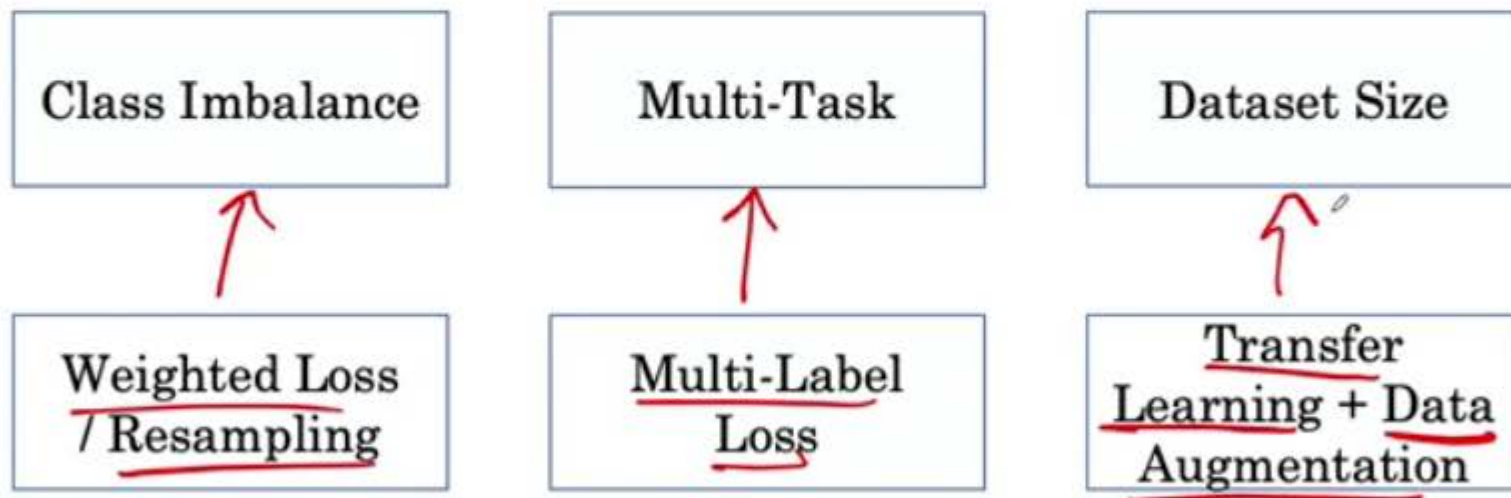 Class Imbalance
Multi-Task
Dataset Size
Weighted Loss
/ Resampling
Multi-Label
Loss
Transfer
Learning + Data
Augmentation